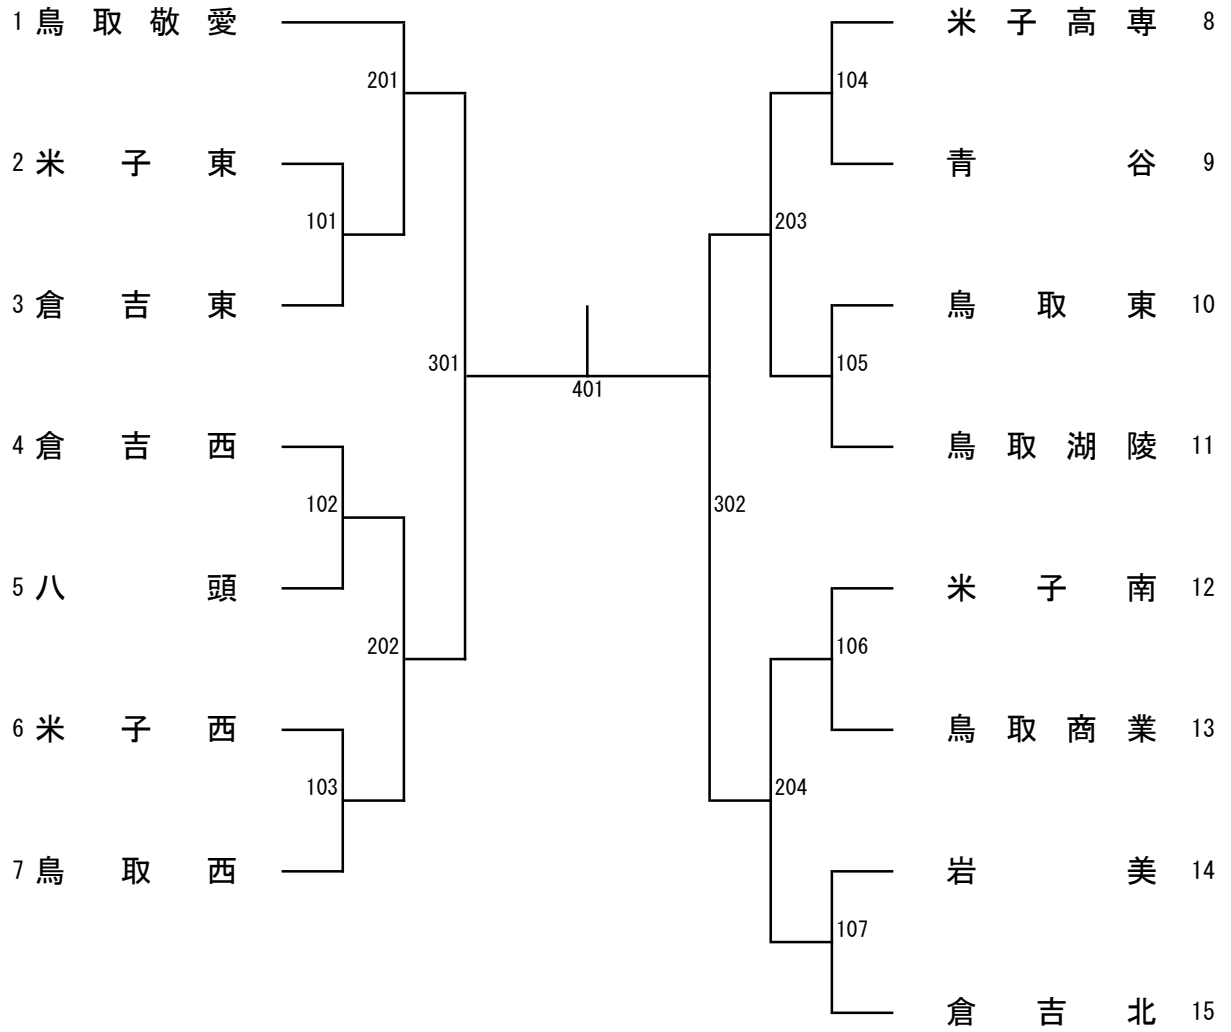 1 鳥取敬愛
201
2 米子東
101
3 倉吉東
301
4 倉吉西
102
5 八頭
202
6 米子西
103
7 鳥取西
401
米子高専 8
104
青谷 9
203
鳥取東 10
105
鳥取湖陵 11
302
米子南 12
106
鳥取商業 13
204
岩美 14
107
倉吉北 15